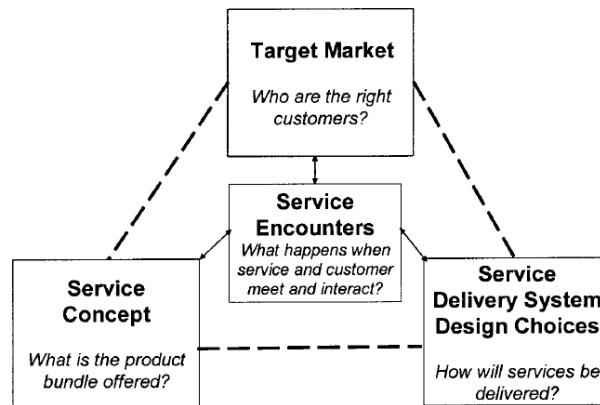 Target Market
Who are the right
customers?
Service
Encounters
What happens when
service and customer
meet and interact?
Service
Concept
What is the product
bundle offered?
Service
Delivery System
Design Choices
How will services be
delivered?